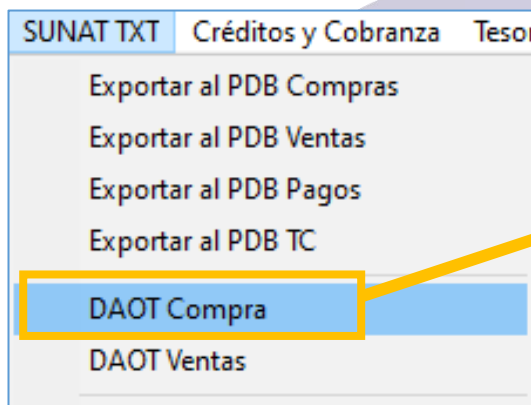 SUNAT TXT Créditos y Cobranza
Exportar al PDB Compras
Exportar al PDB Ventas
Exportar al PDB Pagos
Exportar al PDB TC
DAOT Compra
DAOT Ventas